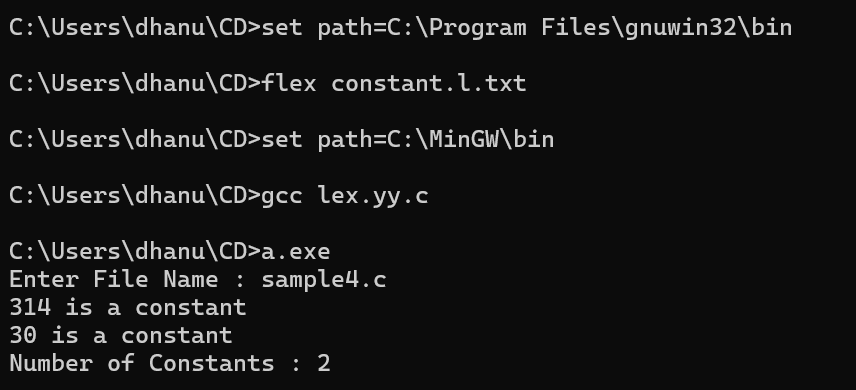 C:\Users\dhanu\CD>set path=C:\Program Files\gnuwin32\bin
C:\Users\dhanu\CD>flex constant.l.txt
C:\Users\dhanu\CD>set path=C:\MinGW\bin
C:\Users\dhanu\CD>gcc lex.yy.c
C:\Users\dhanu\CD>a.exe
Enter File Name : sample4.c
314 is a constant
30 is a constant
Number of Constants : 2